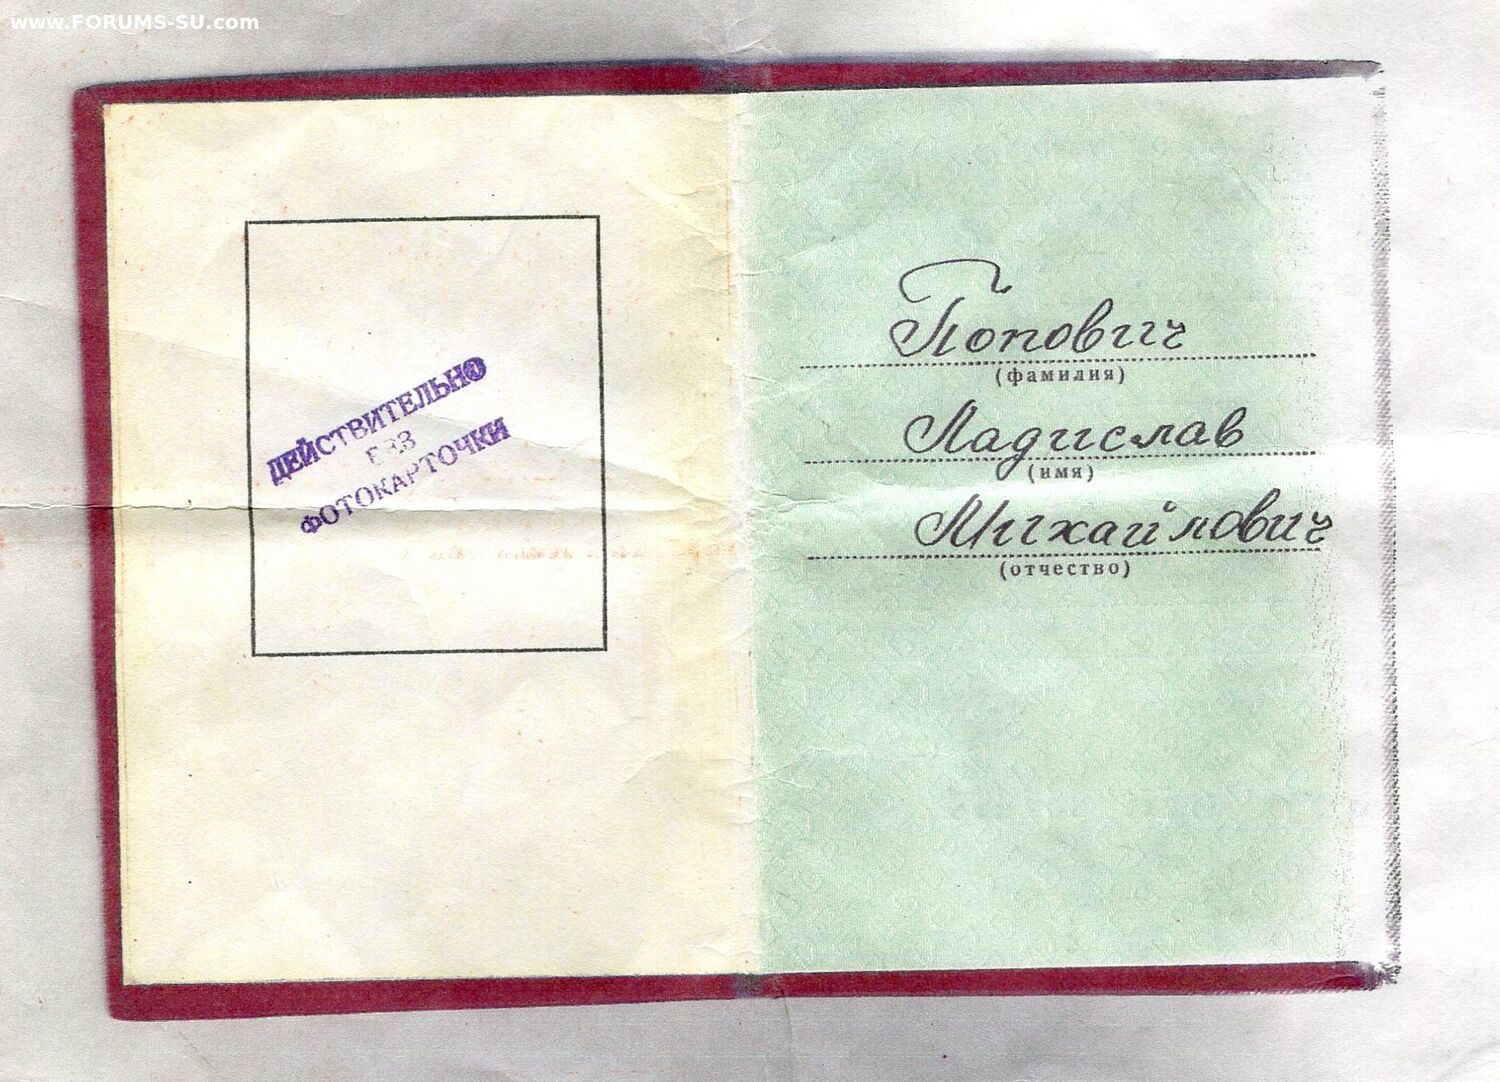 www.FORUMS-SU.com
ДЕЙСТВИТЕЛЬНО
БЕЗ
ФОТОКАРТОЧКИ
Попович
(фамилия)
Ладислав
(имя)
Михайлович
(отчество)